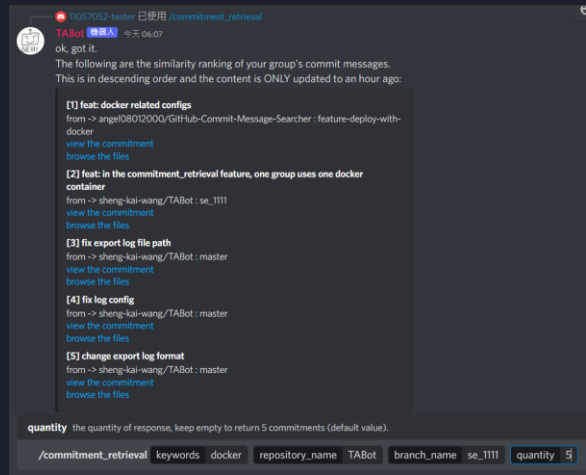 11057052-tester 已使用 /commitment_retrieval
TABot 機器人 今天 06:07
ok, got it.
The following are the similarity ranking of your group's commit messages.
This is in descending order and the content is ONLY updated to an hour ago:
[1] feat: docker related configs
from -> angel08012000/GitHub-Commit-Message-Searcher : feature-deploy-with-
docker
view the commitment
browse the files
[2] feat: in the commitment_retrieval feature, one group uses one docker
container
from -> sheng-kai-wang/TABot : se_1111
view the commitment
browse the files
[3] fix export log file path
from -> sheng-kai-wang/TABot : master
view the commitment
browse the files
[4] fix log config
from -> sheng-kai-wang/TABot : master
view the commitment
browse the files
[5] change export log format
from -> sheng-kai-wang/TABot : master
view the commitment
browse the files
quantity the quantity of response, keep empty to return 5 commitments (default value).
/commitment_retrieval keywords docker repository_name TABot branch_name se_1111 quantity 5